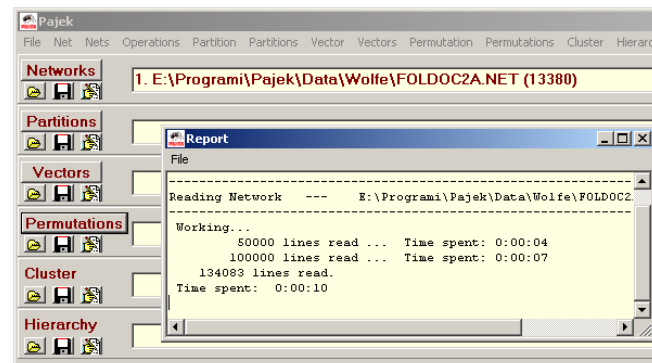 Pajek
File Net Nets Operations Partition Partitions Vector Vectors Permutation Permutations Cluster Hierarc
Networks
1. E:\Programi\Pajek\Data\Wolfe\FOLDOC2A.NET (13380)
Partitions
Report
File
Vectors
Reading Network --- E:\Programi\Pajek\Data\Wolfe\FOLDOC2.
Permutations
Working...
50000 lines read ... Time spent: 0:00:04
100000 lines read ... Time spent: 0:00:07
134083 lines read.
Time spent: 0:00:10
Cluster
Hierarchy